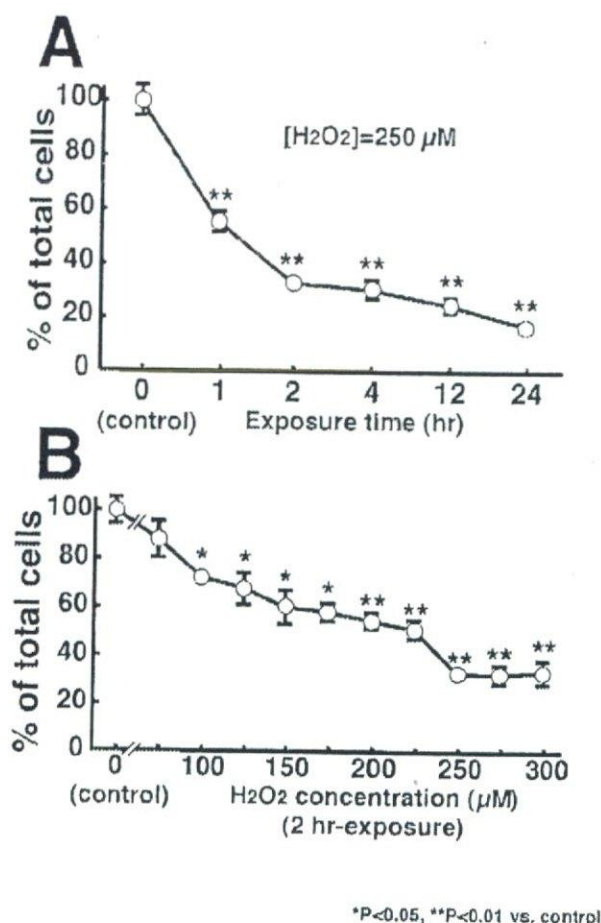 A
% of total cells
100
80
60
40
20
0
[H2O2]=250 µM
**
**
**
**
**
0 1 2 4 12 24
(control) Exposure time (hr)
B
% of total cells
100
80
60
40
20
0
* * * * ** ** ** ** **
0 100 150 200 250 300
(control) H2O2 concentration (µM)
(2 hr-exposure)
*P<0.05, **P<0.01 vs. control